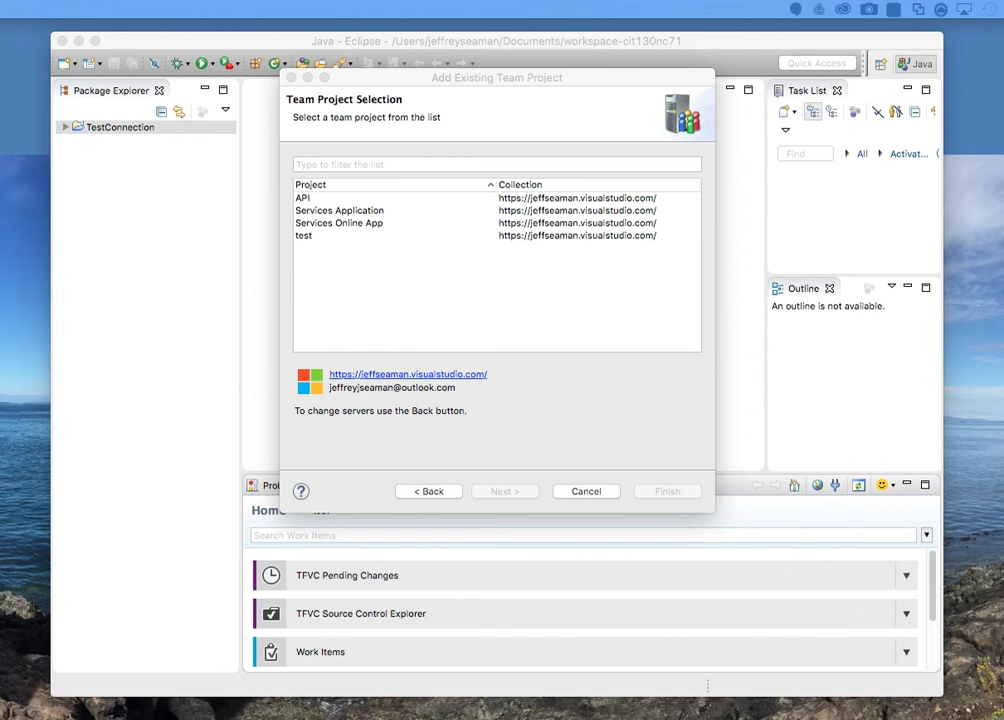 Java - Eclipse - /Users/jeffreyseaman/Documents/workspace-cit130nc71
Quick Access
Java
Package Explorer
TestConnection
Add Existing Team Project
Team Project Selection
Select a team project from the list
Type to filter the list
Project Collection
API https://jeffseaman.visualstudio.com/
Services Application https://jeffseaman.visualstudio.com/
Services Online App https://jeffseaman.visualstudio.com/
test https://jeffseaman.visualstudio.com/
https://jeffseaman.visualstudio.com/
jeffreyjseaman@outlook.com
To change servers use the Back button.
? < Back Next > Cancel Finish
Task List
Find All Activat...
Outline
An outline is not available.
Home
Search Work Items
TFVC Pending Changes
TFVC Source Control Explorer
Work Items